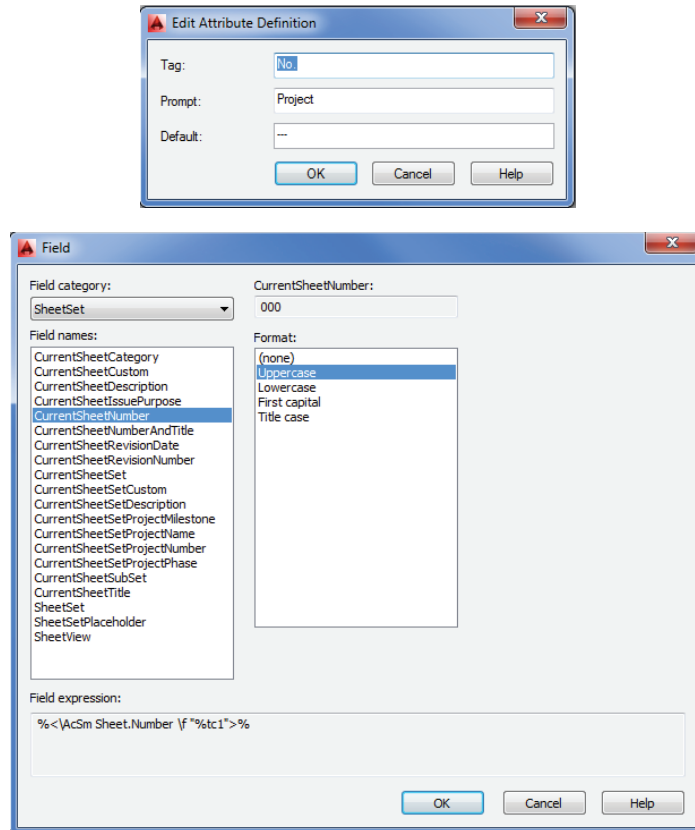 Edit Attribute Definition
Tag: No.
Prompt: Project
Default: ---
OK Cancel Help
Field
Field category:
SheetSet
CurrentSheetNumber:
000
Field names:
CurrentSheetCategory
CurrentSheetCustom
CurrentSheetDescription
CurrentSheetIssuePurpose
CurrentSheetNumber
CurrentSheetNumberAndTitle
CurrentSheetRevisionDate
CurrentSheetRevisionNumber
CurrentSheetSet
CurrentSheetSetCustom
CurrentSheetSetDescription
CurrentSheetSetProjectMilestone
CurrentSheetSetProjectName
CurrentSheetSetProjectNumber
CurrentSheetSetProjectPhase
CurrentSheetSubSet
CurrentSheetTitle
SheetSet
SheetSetPlaceholder
SheetView
Format:
(none)
Uppercase
Lowercase
First capital
Title case
Field expression:
%<\AcSm Sheet.Number \f "%tc1">%
OK Cancel Help